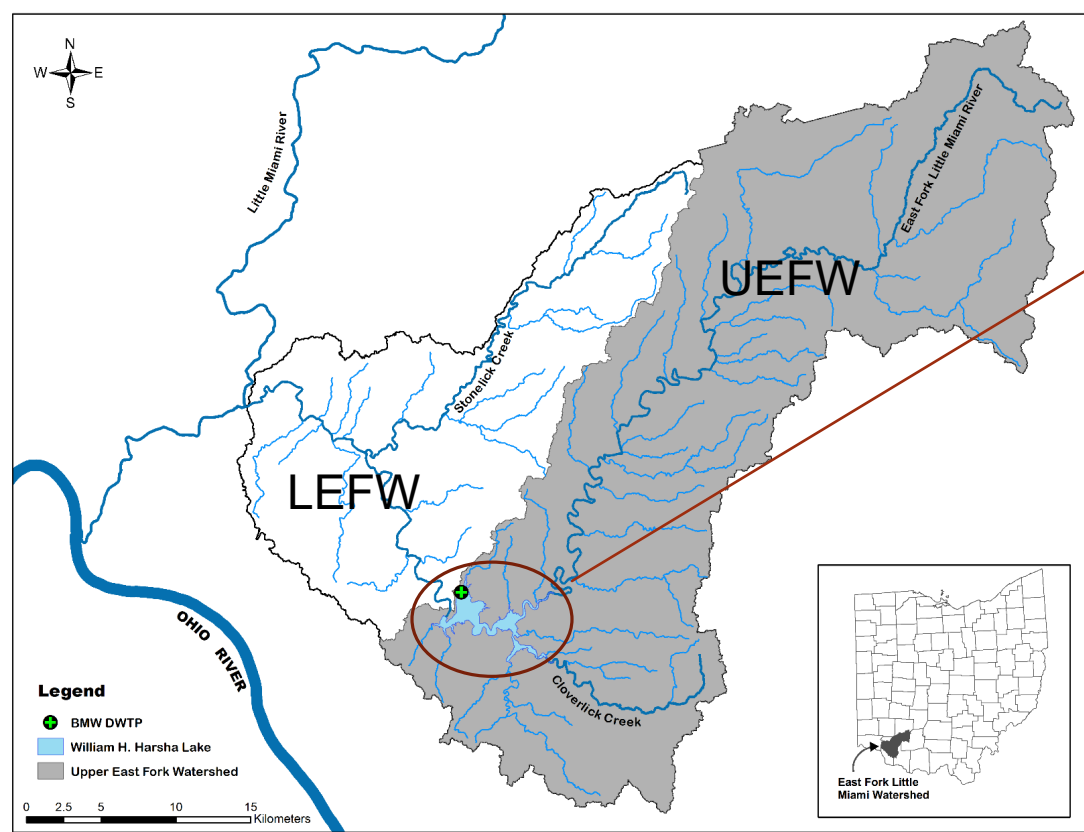 N
W E
S
Little Miami River
East Fork Little Miami River
UEFW
Stonelick Creek
LEFW
OHIO RIVER
Cloverlick Creek
Legend
BMW DWTP
William H. Harsha Lake
Upper East Fork Watershed
0 2.5 5 10 15
Kilometers
East Fork Little
Miami Watershed